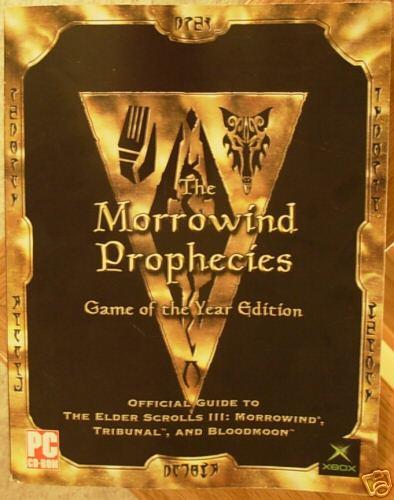 The
Morrowind
Prophecies
Game of the Year Edition
OFFICIAL GUIDE TO
THE ELDER SCROLLS III: MORROWIND®,
TRIBUNAL™, AND BLOODMOON™
PC
CD-ROM
XBOX